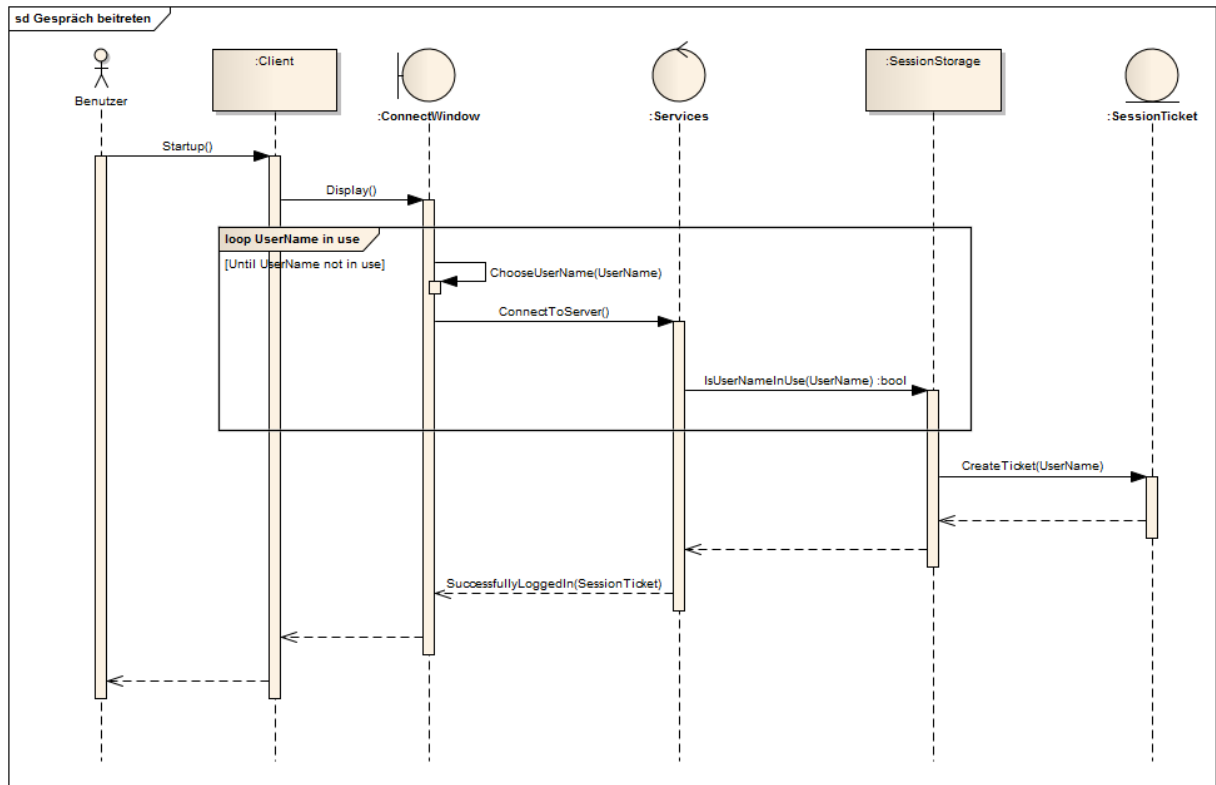 sd Gespräch beitreten
Benutzer
:Client
:ConnectWindow
:Services
:SessionStorage
:SessionTicket
Startup()
Display()
loop UserName in use
[Until UserName not in use]
ChooseUserName(UserName)
ConnectToServer()
IsUserNameInUse(UserName) :bool
CreateTicket(UserName)
SuccessfullyLoggedIn(SessionTicket)